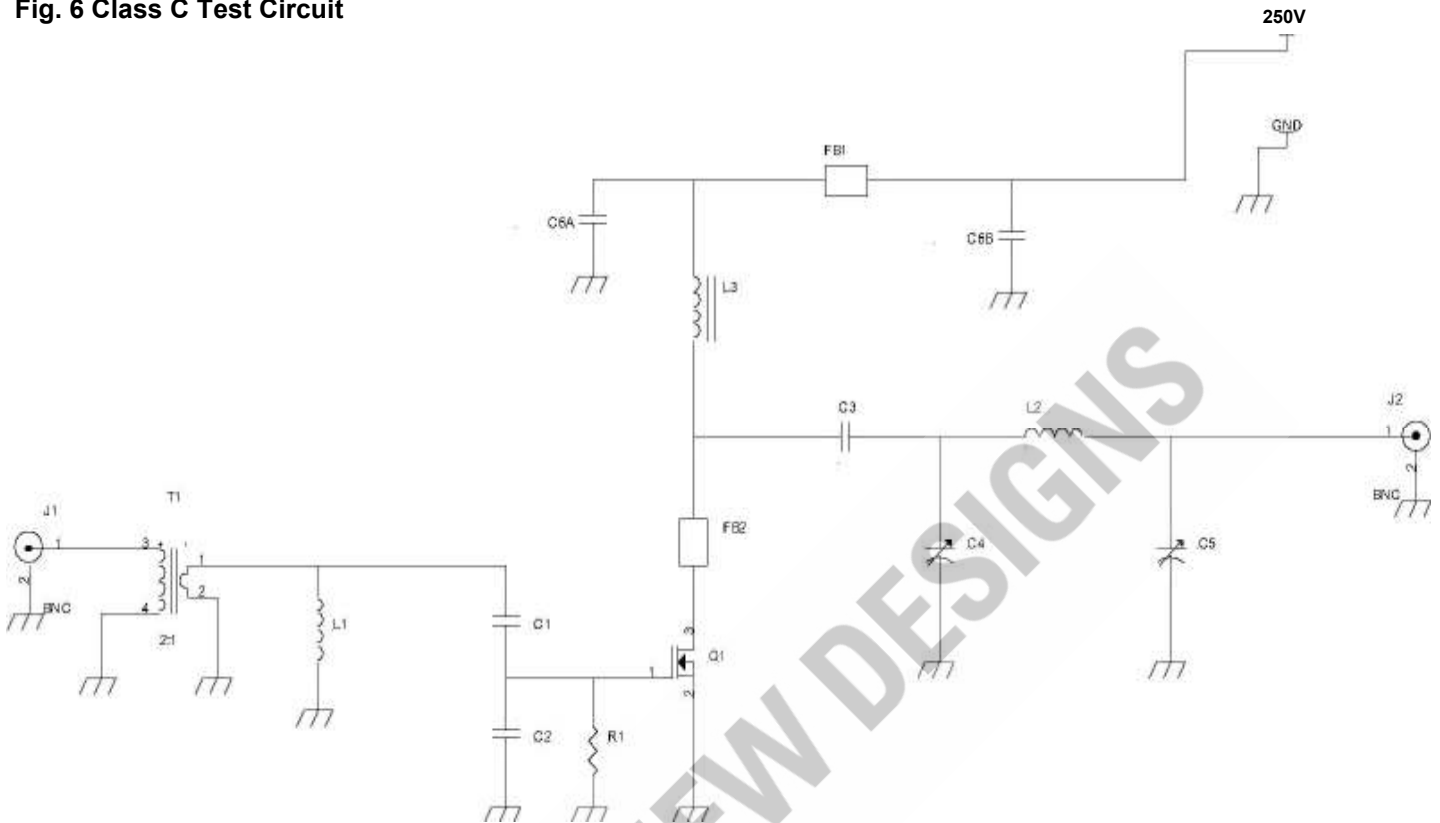 Fig. 6 Class C Test Circuit
250V
GND
FB1
C6A
C6B
L3
C3
L2
J2
1
2
BNC
T1
J1
1
2
BNC
3
4
2:1
1
2
L1
C1
C2
R1
FB2
3
Q1
1
2
C4
C5
EW DESIGNS